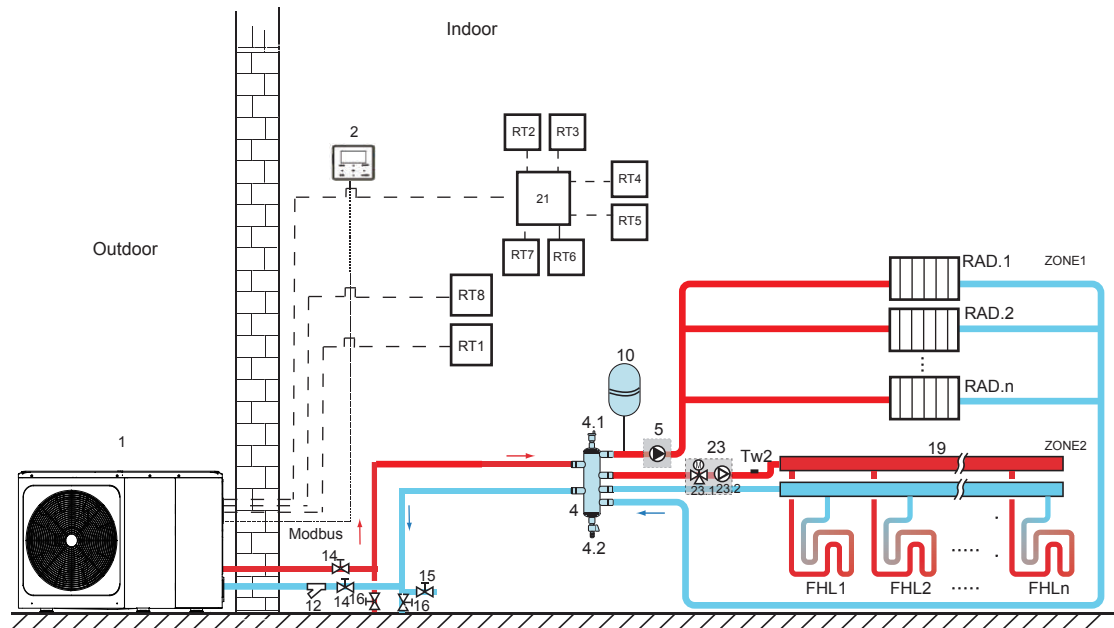 Indoor
2
RT2
RT3
RT4
21
RT5
RT7
RT6
Outdoor
RT8
RT1
RAD.1
ZONE1
RAD.2
RAD.n
10
4.1
5
23
Tw2
19
ZONE2
M
23.1
23.2
1
4
4.2
Modbus
14
15
12
14
16
16
FHL1
FHL2
FHLn